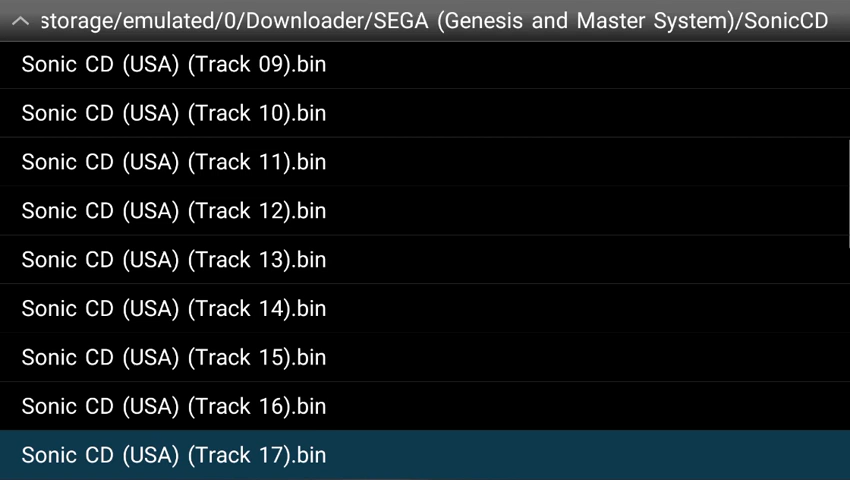 storage/emulated/0/Downloader/SEGA (Genesis and Master System)/SonicCD
Sonic CD (USA) (Track 09).bin
Sonic CD (USA) (Track 10).bin
Sonic CD (USA) (Track 11).bin
Sonic CD (USA) (Track 12).bin
Sonic CD (USA) (Track 13).bin
Sonic CD (USA) (Track 14).bin
Sonic CD (USA) (Track 15).bin
Sonic CD (USA) (Track 16).bin
Sonic CD (USA) (Track 17).bin